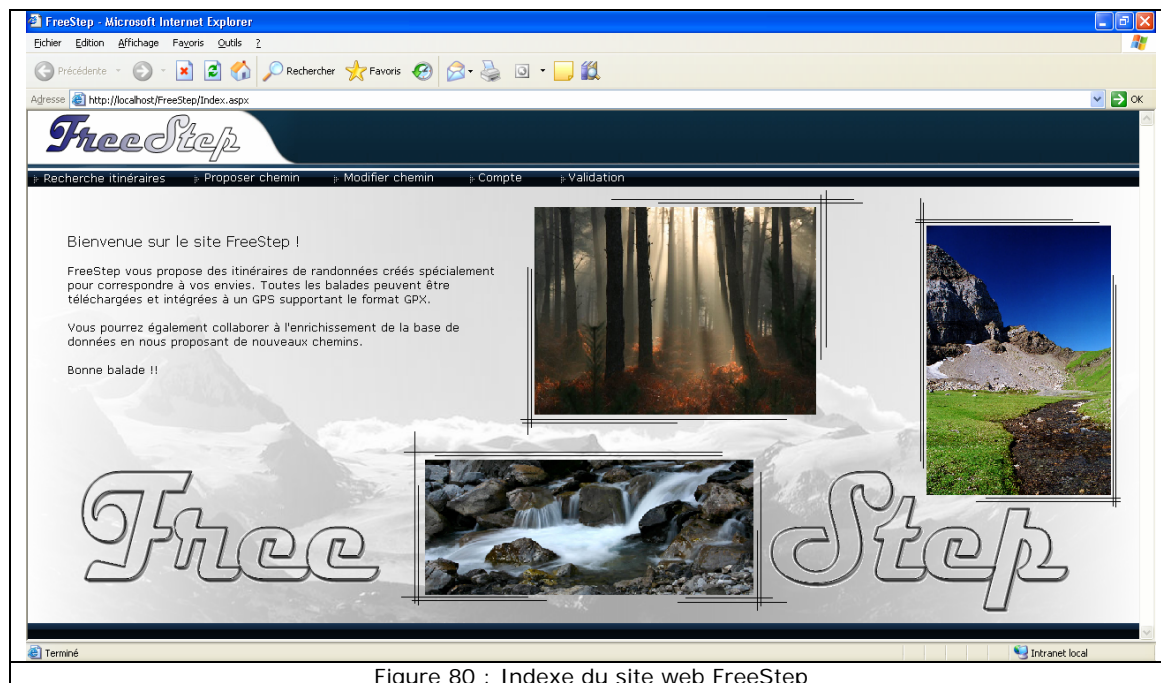 FreeStep - Microsoft Internet Explorer
Fichier Edition Affichage Favoris Outils ?
Précédente Rechercher Favoris
Adresse http://localhost/FreeStep/Index.aspx OK
FreeStep
Recherche itinéraires Proposer chemin Modifier chemin Compte Validation
Bienvenue sur le site FreeStep !
FreeStep vous propose des itinéraires de randonnées créés spécialement
pour correspondre à vos envies. Toutes les balades peuvent être
téléchargées et intégrées à un GPS supportant le format GPX.
Vous pourrez également collaborer à l'enrichissement de la base de
données en nous proposant de nouveaux chemins.
Bonne balade !!
Free Step
Terminé Intranet local
Figure 80 : Indexe du site web FreeStep